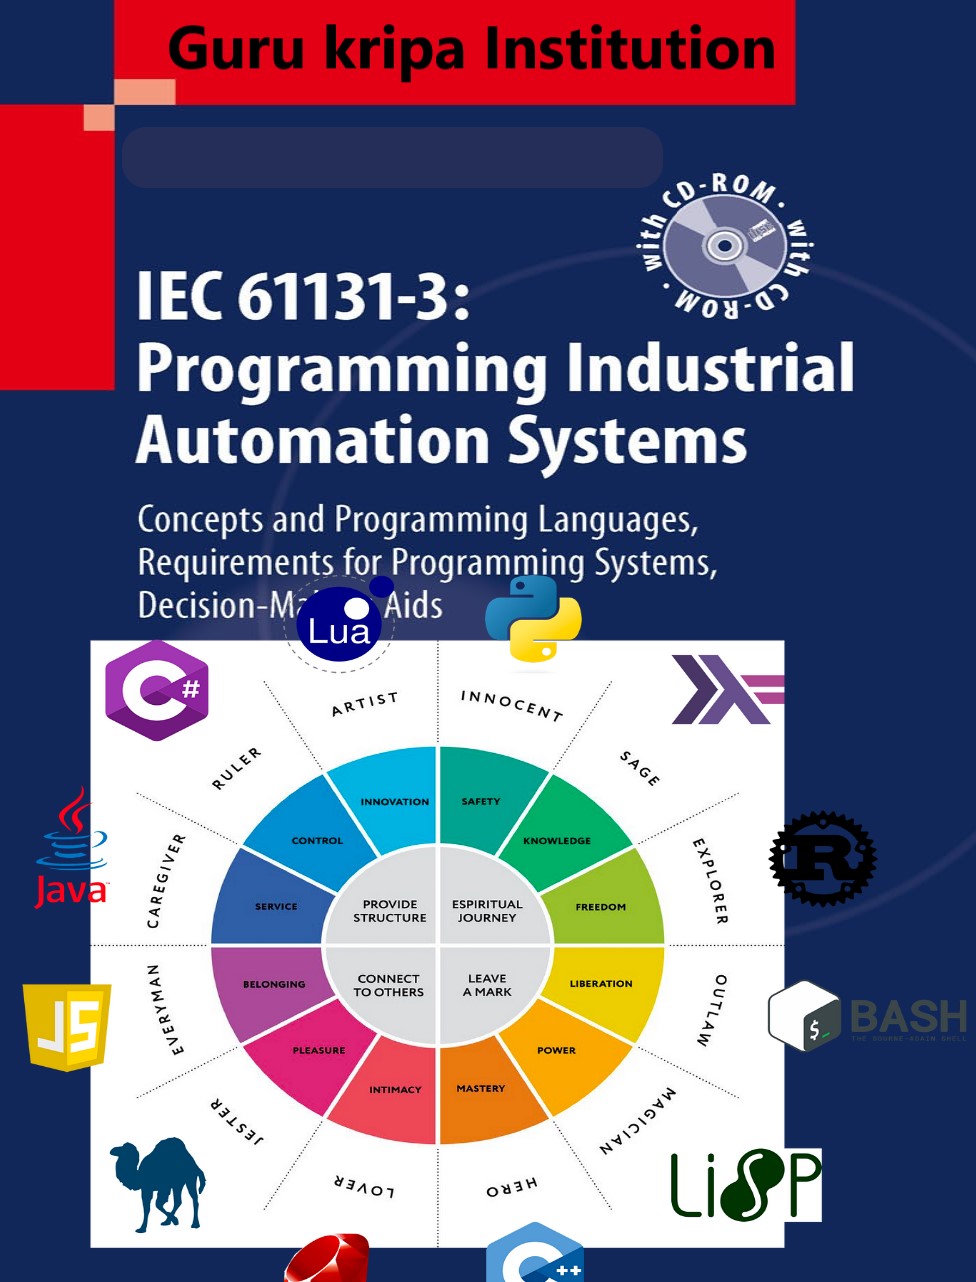 Guru kripa Institution
with CD-ROM · with CD-ROM ·
IEC 61131-3:
Programming Industrial
Automation Systems
Concepts and Programming Languages,
Requirements for Programming Systems,
Aids
Lua
C#
ARTIST
INNOCENT
RULER
SAGE
INNOVATION
SAFETY
CONTROL
KNOWLEDGE
Java
CAREGIVER
EXPLORER
SERVICE
PROVIDE
STRUCTURE
ESPIRITUAL
JOURNEY
FREEDOM
BELONGING
CONNECT
TO OTHERS
LEAVE
A MARK
LIBERATION
EVERYMAN
OUTLAW
JS
$_
BASH
THE BOURNE-AGAIN SHELL
PLEASURE
POWER
INTIMACY
MASTERY
JESTER
MAGICIAN
LOVER
HERO
LiSP
R
C++